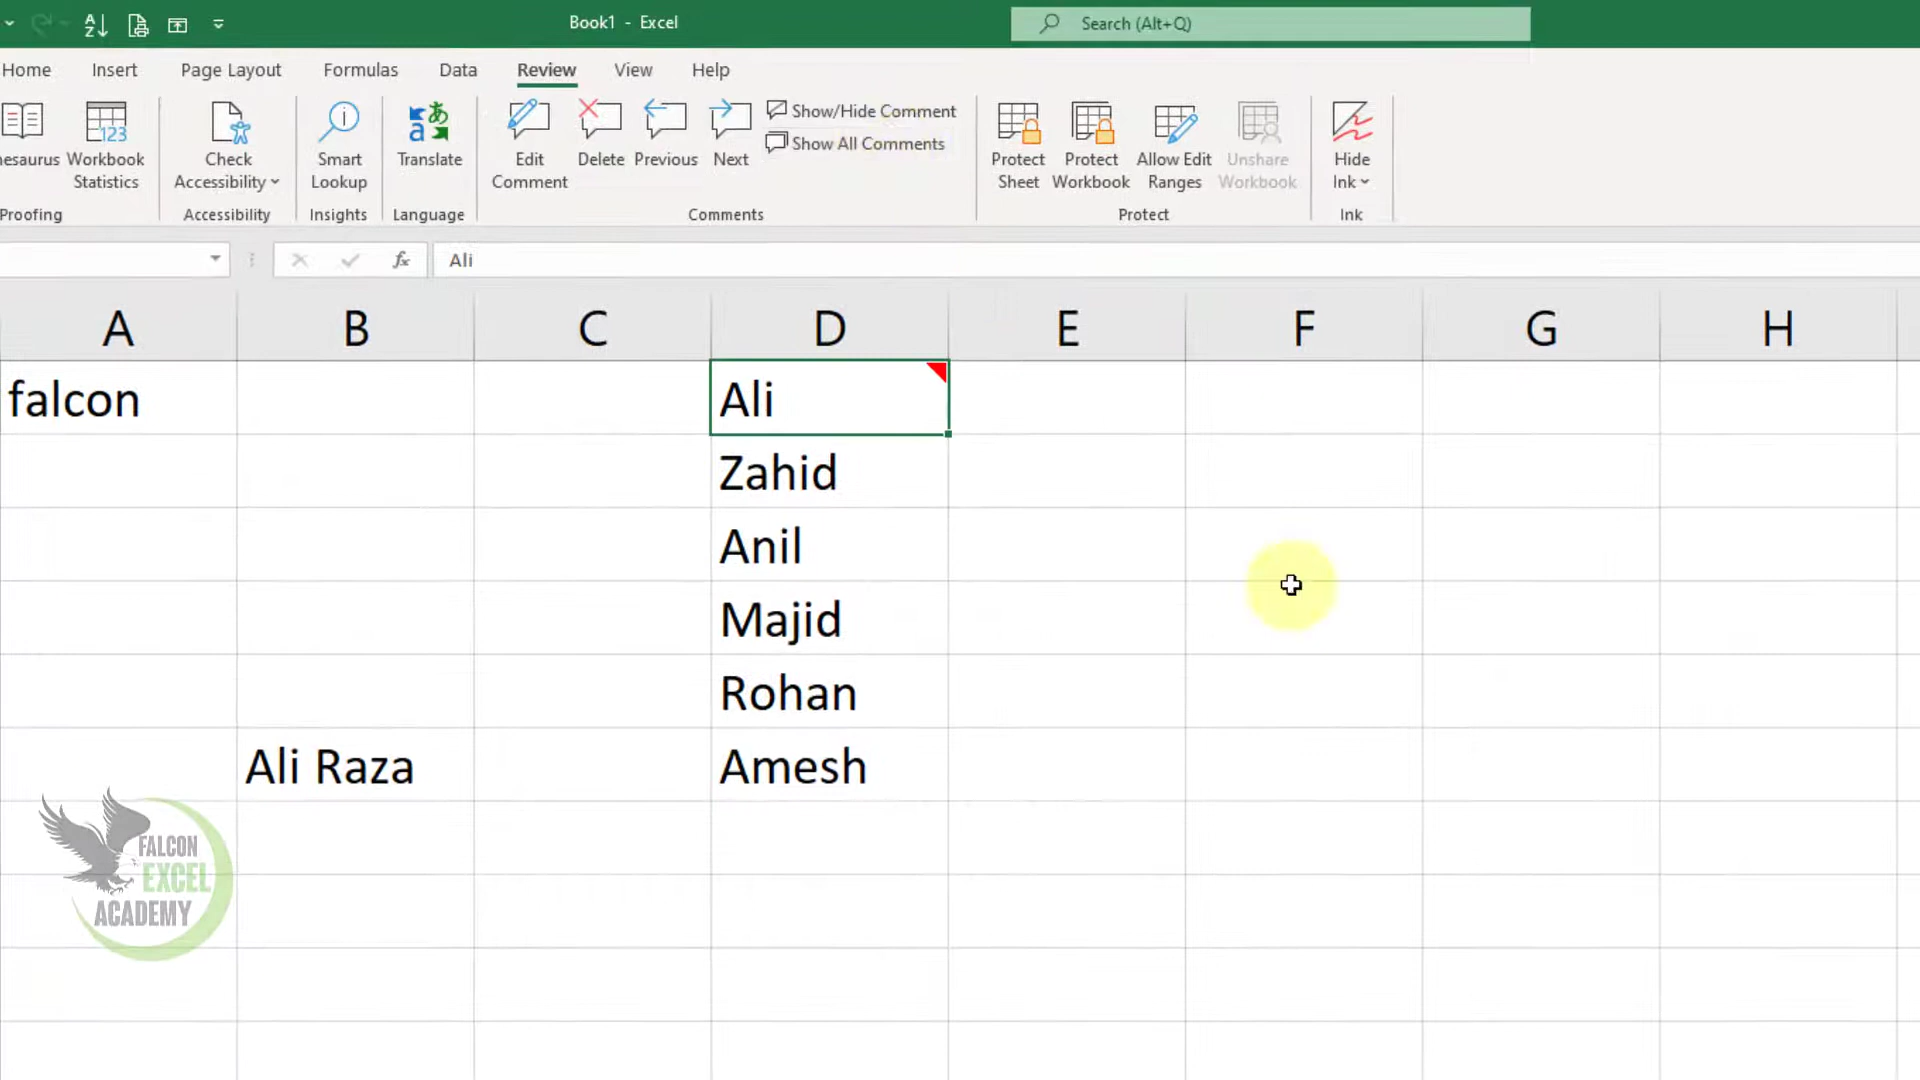 Book1 - Excel
Search (Alt+Q)
Home Insert Page Layout Formulas Data Review View Help
hesaurus
Workbook
Statistics
Check
Accessibility
Smart
Lookup
Translate
Edit
Comment
Delete
Previous
Next
Show/Hide Comment
Show All Comments
Protect
Sheet
Protect
Workbook
Allow Edit
Ranges
Unshare
Workbook
Hide
Ink
Proofing Accessibility Insights Language Comments Protect Ink
fx Ali
A B C D E F G H
falcon Ali
Zahid
Anil
Majid
Rohan
Ali Raza Amesh
FALCON
EXCEL
ACADEMY